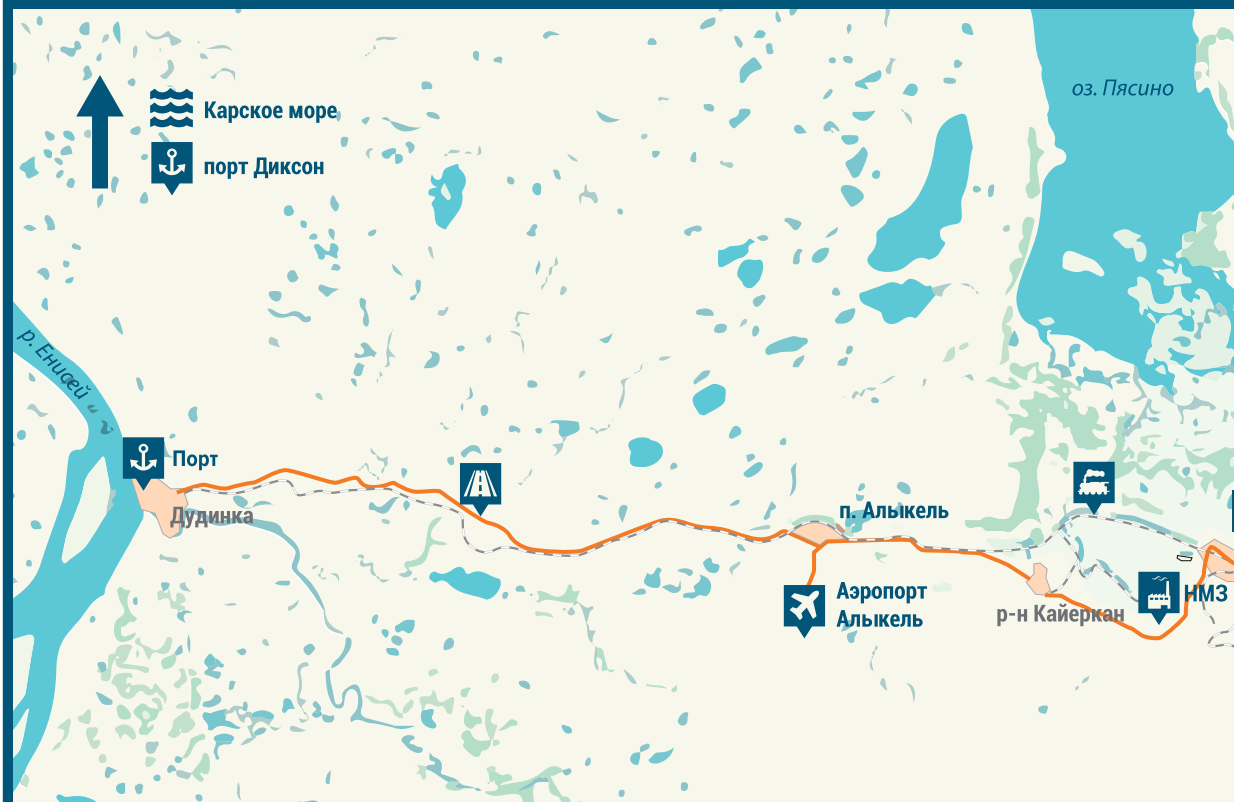 оз. Пясино
Карское море
порт Диксон
р. Енисей
Порт
Дудинка
п. Алыкель
Аэропорт
Алыкель
НМЗ
р-н Кайеркан